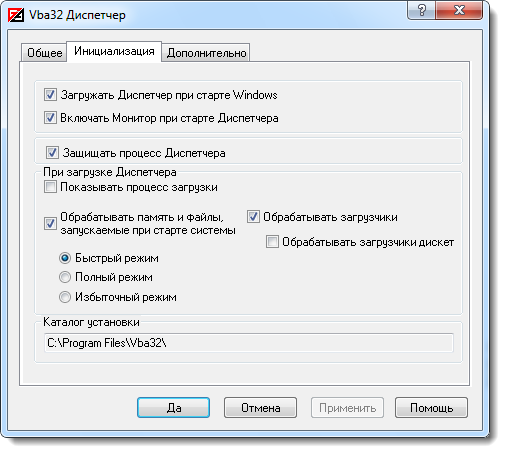 Vba32 Диспетчер
Общее Инициализация Дополнительно
Загружать Диспетчер при старте Windows
Включать Монитор при старте Диспетчера
Защищать процесс Диспетчера
При загрузке Диспетчера
Показывать процесс загрузки
Обрабатывать память и файлы,
запускаемые при старте системы
Обрабатывать загрузчики
Обрабатывать загрузчики дискет
Быстрый режим
Полный режим
Избыточный режим
Каталог установки
C:\Program Files\Vba32\
Да Отмена Применить Помощь